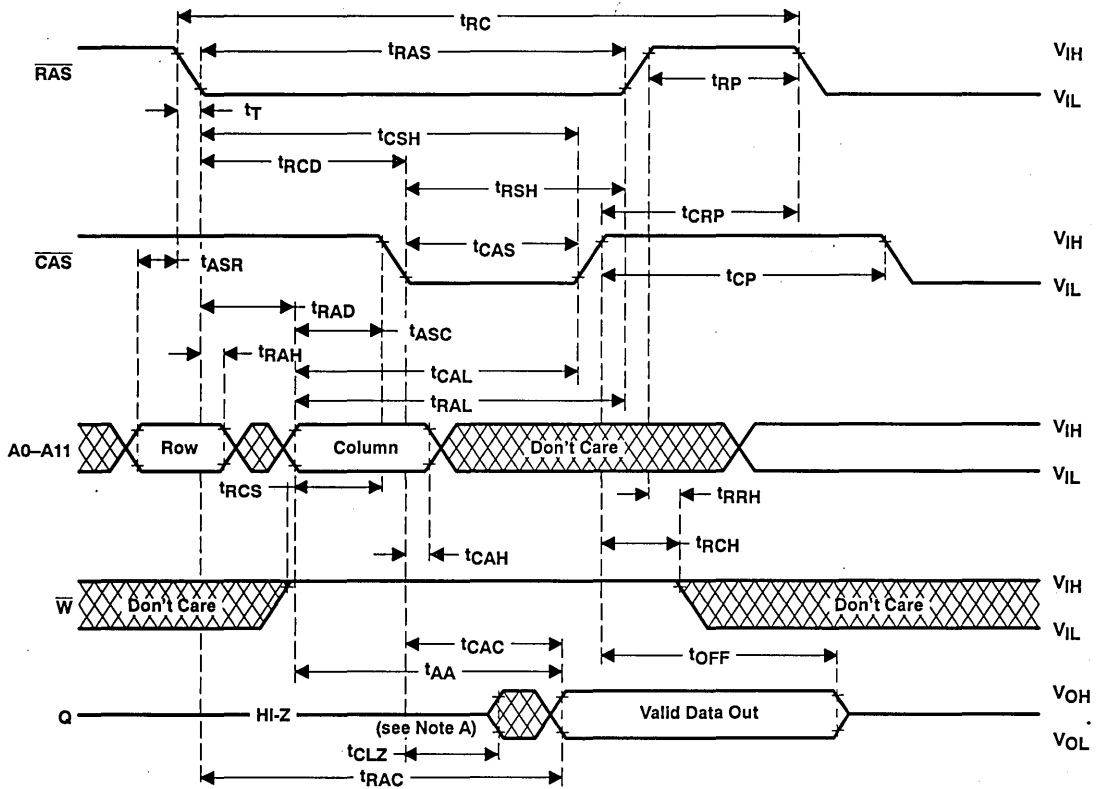 tRC
RAS
tRAS
VIH
tRP
VIL
tT
tCSH
tRCD
tRSH
tCRP
CAS
tCAS
VIH
tASR
tCP
VIL
tRAD
tASC
tRAH
tCAL
tRAL
A0–A11
Row
Column
Don't Care
VIH
VIL
tRCS
tRRH
tRCH
tCAH
W
Don't Care
Don't Care
VIH
VIL
tCAC
tOFF
tAA
Q
HI-Z
Valid Data Out
VOH
(see Note A)
VOL
tCLZ
tRAC